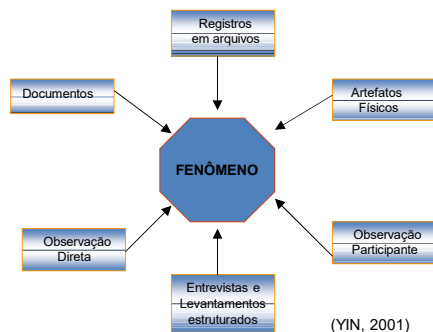 Registros
em arquivos
Documentos
Artefatos
Físicos
FENÔMENO
Observação
Direta
Observação
Participante
Entrevistas e
Levantamentos
estruturados
(YIN, 2001)